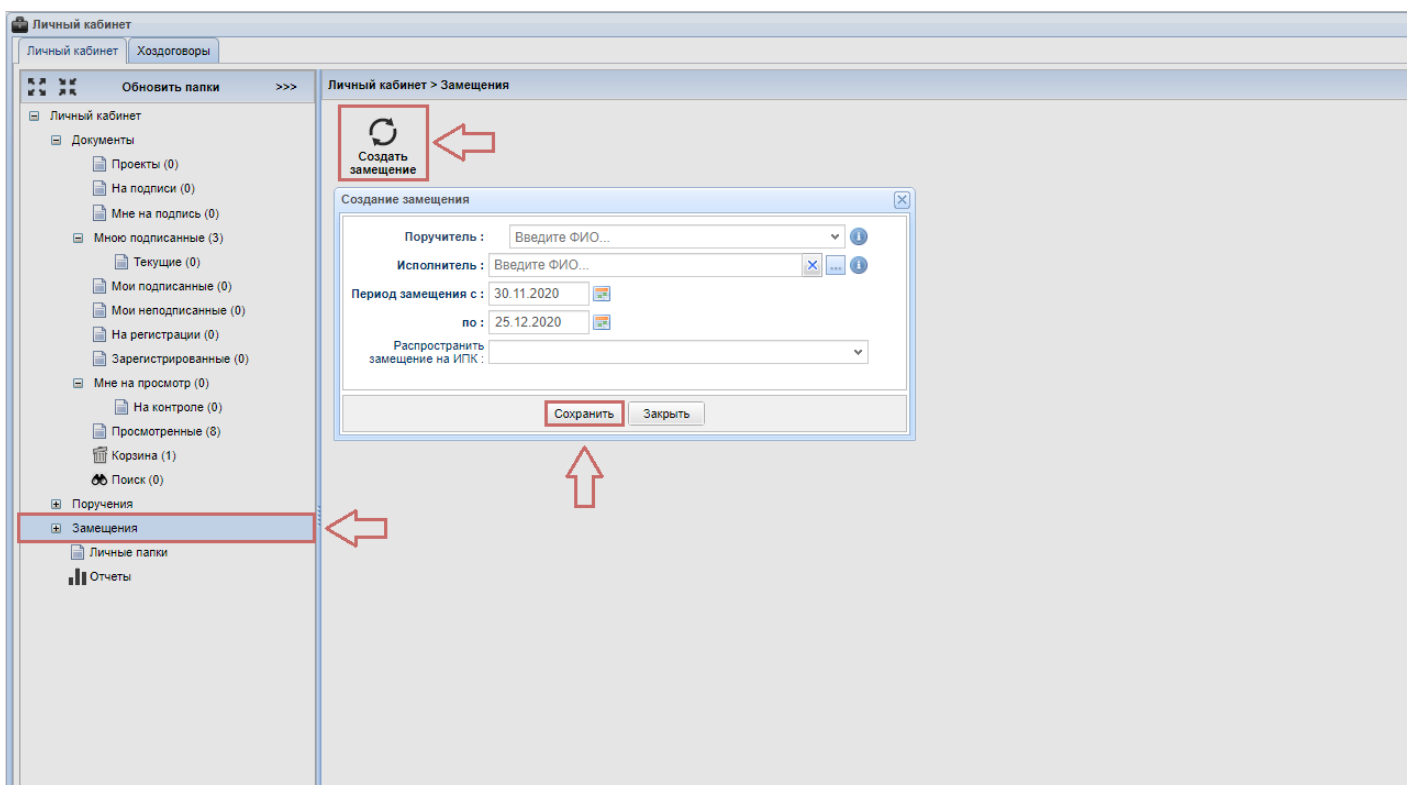 Личный кабинет
Личный кабинет
Хоздоговоры
Обновить папки >>>
Личный кабинет
Документы
Проекты (0)
На подписи (0)
Мне на подпись (0)
Мною подписанные (3)
Текущие (0)
Мои подписанные (0)
Мои неподписанные (0)
На регистрации (0)
Зарегистрированные (0)
Мне на просмотр (0)
На контроле (0)
Просмотренные (8)
Корзина (1)
Поиск (0)
Поручения
Замещения
Личные папки
Отчеты
Личный кабинет > Замещения
Создать
замещение
Создание замещения
Поручитель : Введите ФИО...
Исполнитель : Введите ФИО...
Период замещения с : 30.11.2020
по : 25.12.2020
Распространить
замещение на ИПК :
Сохранить
Закрыть